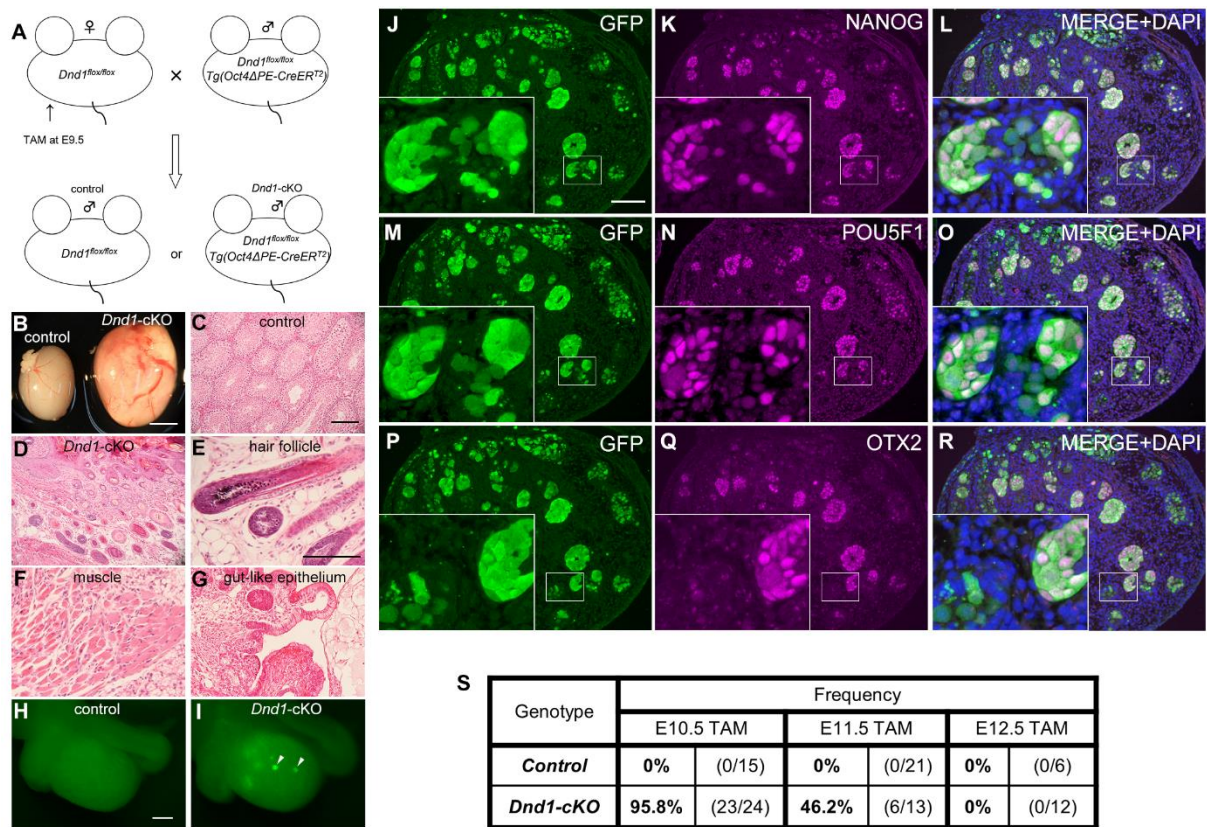 A
♀
Dnd1flox/flox
×
♂
Dnd1flox/flox
Tg(Oct4ΔPE-CreERT2)
TAM at E9.5
control
♂
Dnd1flox/flox
or
Dnd1-cKO
♂
Dnd1flox/flox
Tg(Oct4ΔPE-CreERT2)
B
control
Dnd1-cKO
C
control
D
Dnd1-cKO
E
hair follicle
F
muscle
G
gut-like epithelium
H
control
I
Dnd1-cKO
J
GFP
K
NANOG
L
MERGE+DAPI
M
GFP
N
POU5F1
O
MERGE+DAPI
P
GFP
Q
OTX2
R
MERGE+DAPI
S
Genotype
Frequency
E10.5 TAM E11.5 TAM E12.5 TAM
Control 0% (0/15) 0% (0/21) 0% (0/6)
Dnd1-cKO 95.8% (23/24) 46.2% (6/13) 0% (0/12)